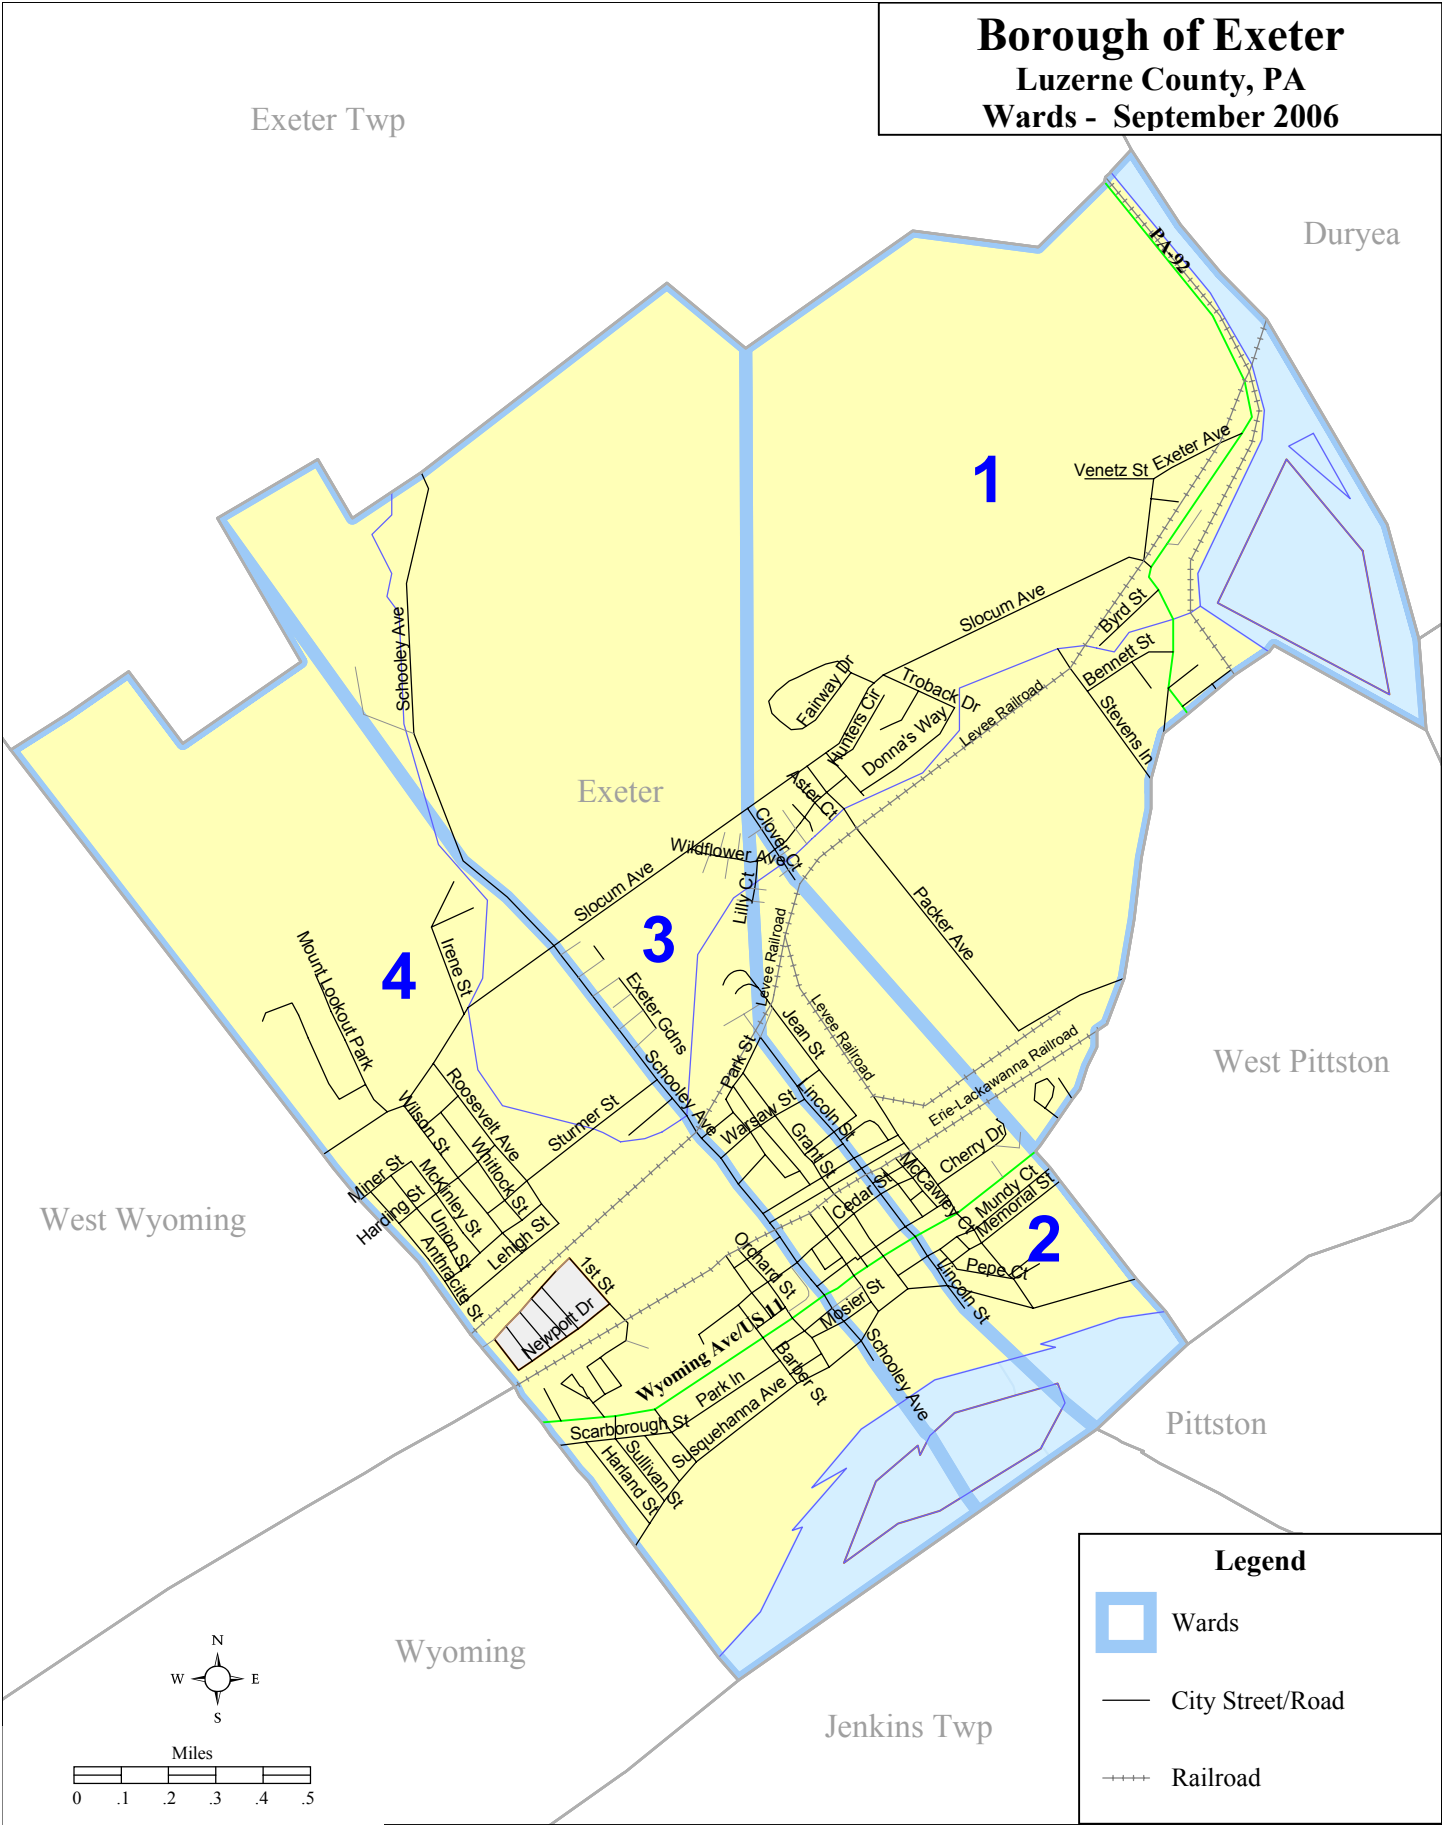 Borough of Exeter
Luzerne County, PA
Wards - September 2006
Exeter Twp
Duryea
PA-92
1
Venetz St
Exeter Ave
Slocum Ave
Byrd St
Bennett St
Stevens ln
Schooley Ave
Fairway Dr
Hunters Cir
Troback Dr
Donna's Way
Levee Railroad
Exeter
Aster Ct
Clover Ct
Wildflower Ave
Lilly Ct
Slocum Ave
Packer Ave
3
4
Irene St
Mount Lookout Park
Exeter Gdns
Levee Railroad
Levee Railroad
Jean St
Park St
Schooley Ave
Erie-Lackawanna Railroad
West Pittston
Roosevelt Ave
Wilson St
Whitlock St
Sturmer St
Warsaw St
Lincoln St
Grant St
Cherry Dr
McCawley Ct
Cedar St
Mundy Ct
Memorial St
2
Miner St
Harding St
McKinley St
Union St
Anthracite St
Lehigh St
West Wyoming
1st St
Newport Dr
Orchard St
Mosier St
Pepe Ct
Lincoln St
Wyoming Ave/US 11
Barber St
Schooley Ave
Park ln
Susquehanna Ave
Scarborough St
Sullivan St
Harland St
Pittston
Wyoming
Jenkins Twp
N
W
E
S
Miles
0 .1 .2 .3 .4 .5
Legend
Wards
City Street/Road
Railroad